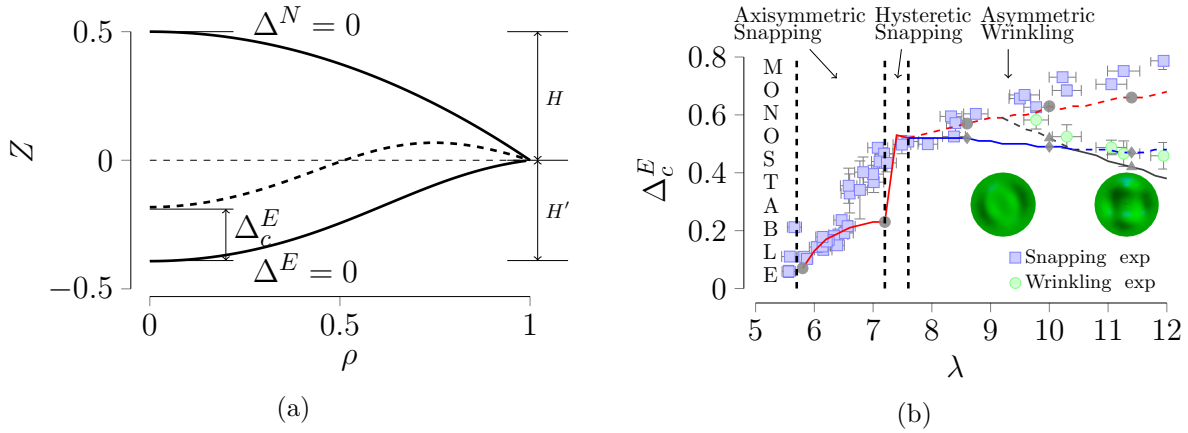 0.5
0
−0.5
Z
Δ^N = 0
Δ_c^E
Δ^E = 0
H
H′
0
0.5
1
ρ
(a)
Axisymmetric
Snapping
Hysteretic
Snapping
Asymmetric
Wrinkling
0.8
0.6
0.4
0.2
0
Δ_c^E
M
O
N
O
S
T
A
B
L
E
Snapping exp
Wrinkling exp
5
6
7
8
9
10
11
12
λ
(b)